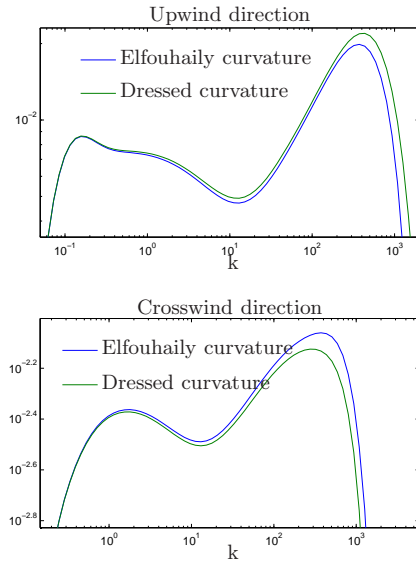 Upwind direction
Elfouhaily curvature
Dressed curvature
10^-2
10^-1 10^0 10^1 10^2 10^3
k
Crosswind direction
Elfouhaily curvature
Dressed curvature
10^-2.2
10^-2.4
10^-2.6
10^-2.8
10^0 10^1 10^2 10^3
k